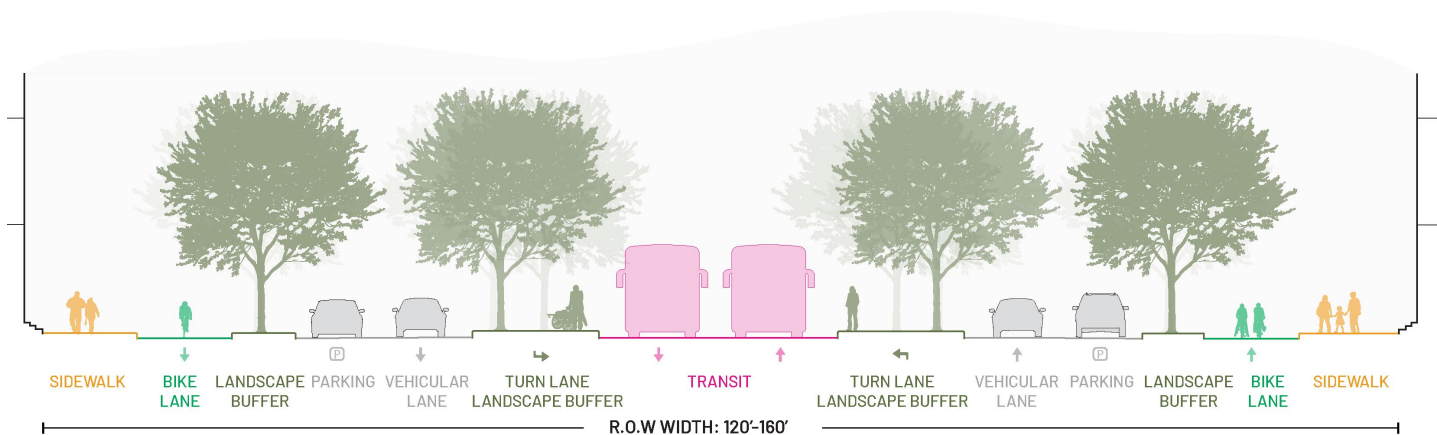 P
P
SIDEWALK
BIKE
LANE
LANDSCAPE
BUFFER
PARKING
VEHICULAR
LANE
TURN LANE
LANDSCAPE BUFFER
TRANSIT
TURN LANE
LANDSCAPE BUFFER
VEHICULAR
LANE
PARKING
LANDSCAPE
BUFFER
BIKE
LANE
SIDEWALK
R.O.W WIDTH: 120'-160'